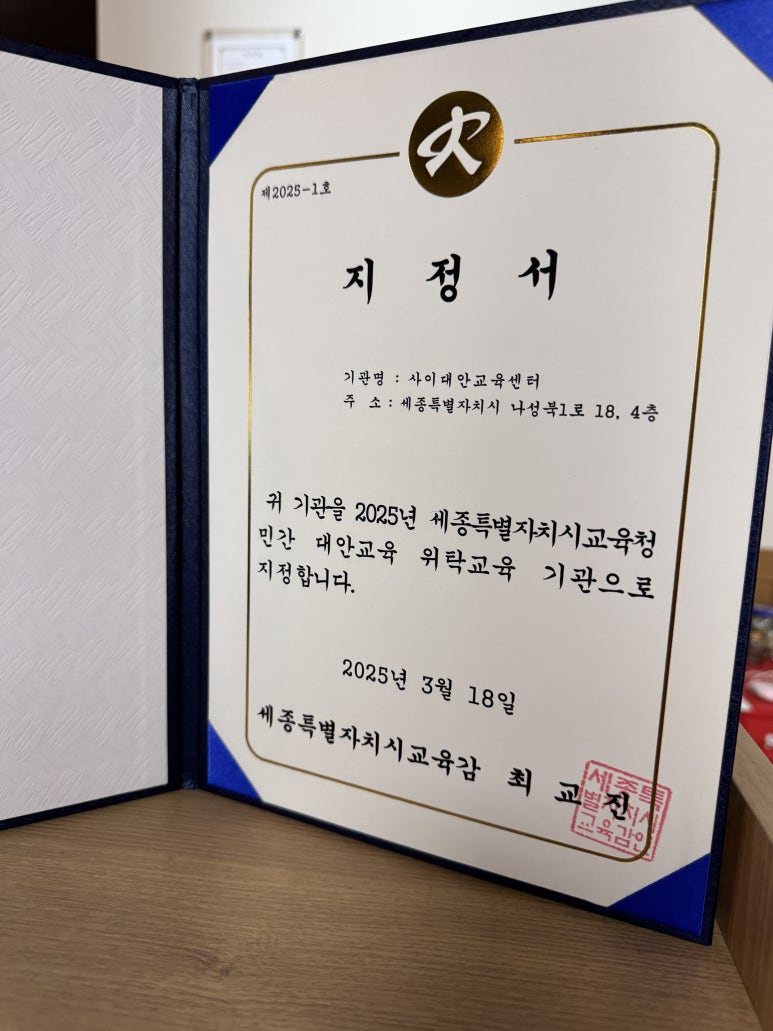 제2025-1호
지 정 서
기관명 : 사이대안교육센터
주 소 : 세종특별자치시 나성북1로 18, 4층
귀 기관을 2025년 세종특별자치시교육청
민간 대안교육 위탁교육 기관으로
지정합니다.
2025년 3월 18일
세종특별자치시교육감 최 교 진
세종특
별자치시
교육감인